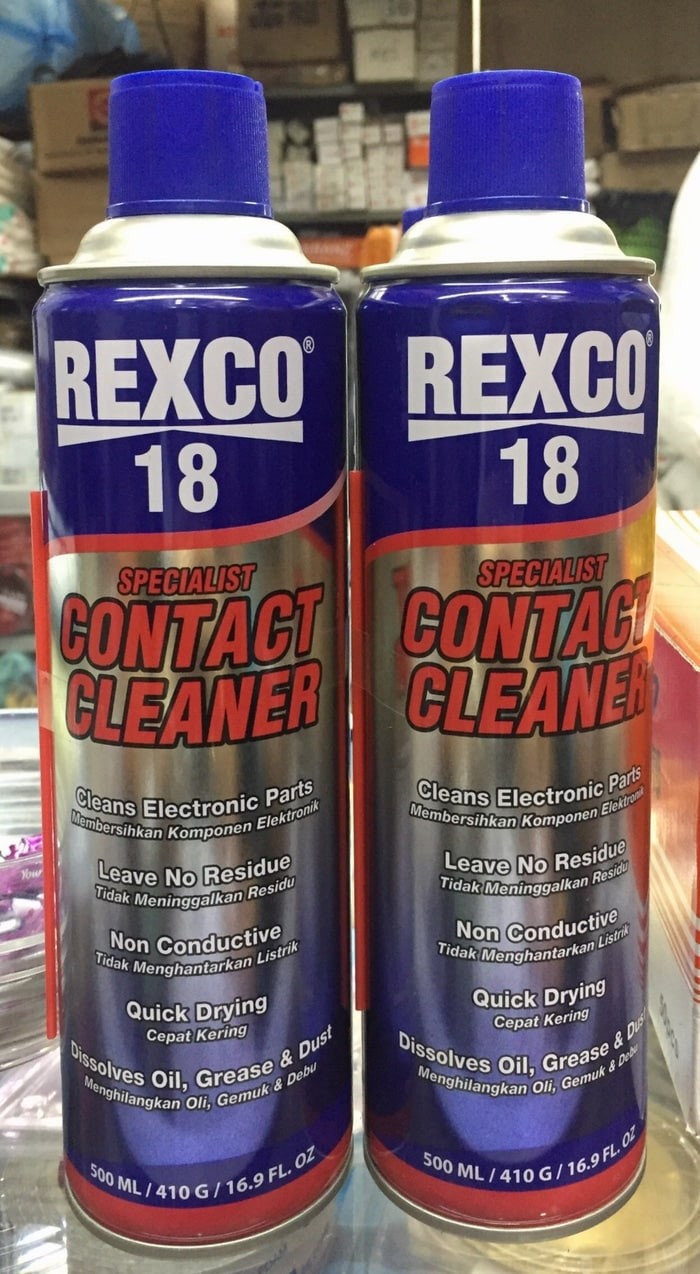 REXCO®
18
SPECIALIST
CONTACT
CLEANER
Cleans Electronic Parts
Membersihkan Komponen Elektronik
Leave No Residue
Tidak Meninggalkan Residu
Non Conductive
Tidak Menghantarkan Listrik
Quick Drying
Cepat Kering
Dissolves Oil, Grease & Dust
Menghilangkan Oli, Gemuk & Debu
500 ML / 410 G / 16.9 FL. OZ
REXCO®
18
SPECIALIST
CONTACT
CLEANER
Cleans Electronic Parts
Membersihkan Komponen Elektronik
Leave No Residue
Tidak Meninggalkan Residu
Non Conductive
Tidak Menghantarkan Listrik
Quick Drying
Cepat Kering
Dissolves Oil, Grease & Dust
Menghilangkan Oli, Gemuk & Debu
500 ML / 410 G / 16.9 FL. OZ